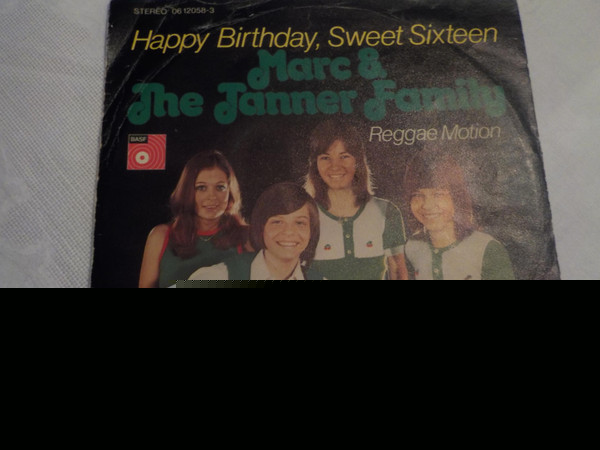 STEREO 06 12058-3
Happy Birthday, Sweet Sixteen
Marc &
The Tanner Family
Reggae Motion
BASF